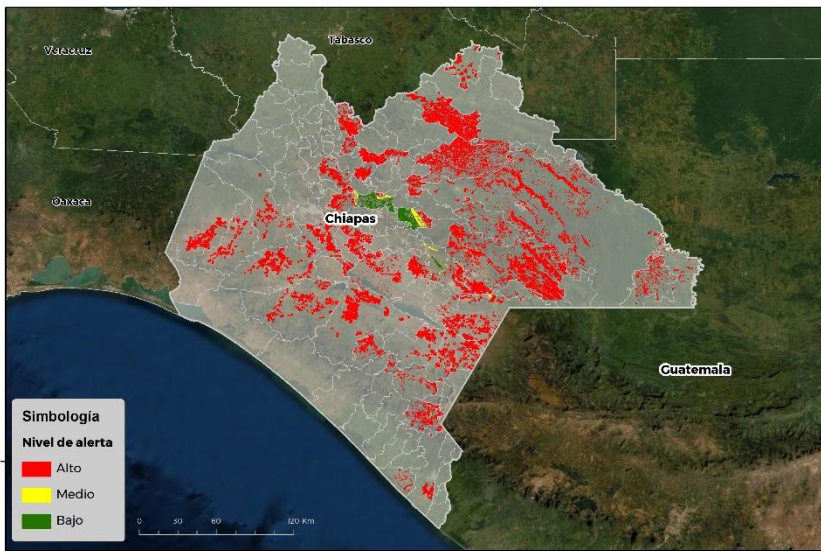 Tabasco
Veracruz
Oaxaca
Chiapas
Guatemala
Simbología
Nivel de alerta
Alto
Medio
Bajo
0 30 60 120 Km